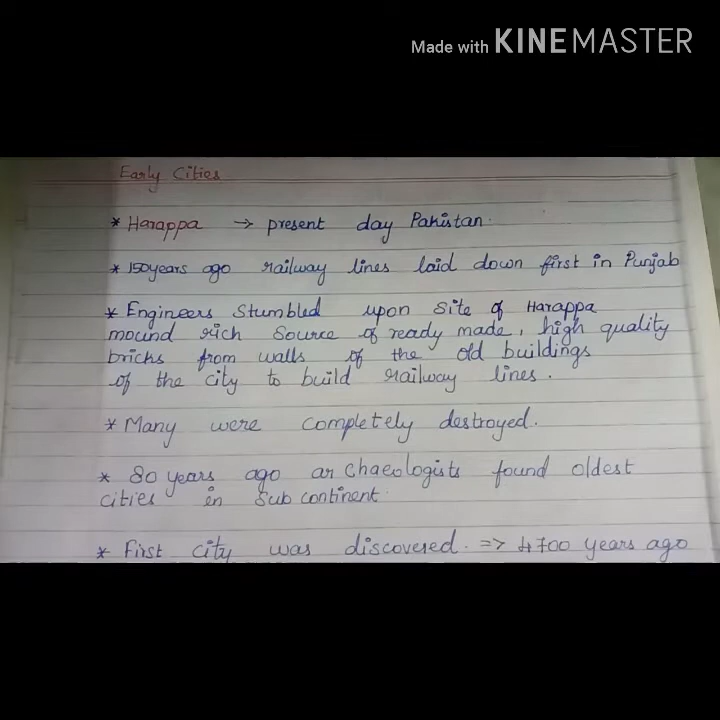 Made with KINEMASTER
Early Cities
* Harappa → present day Pakistan.
* 150 years ago railway lines laid down first in Punjab
* Engineers stumbled upon site of Harappa
mound rich source of ready made, high quality
bricks from walls of the old buildings
of the city to build railway lines.
* Many were completely destroyed.
* 80 years ago archaeologists found oldest
cities in Sub continent.
* First city was discovered. => 4700 years ago